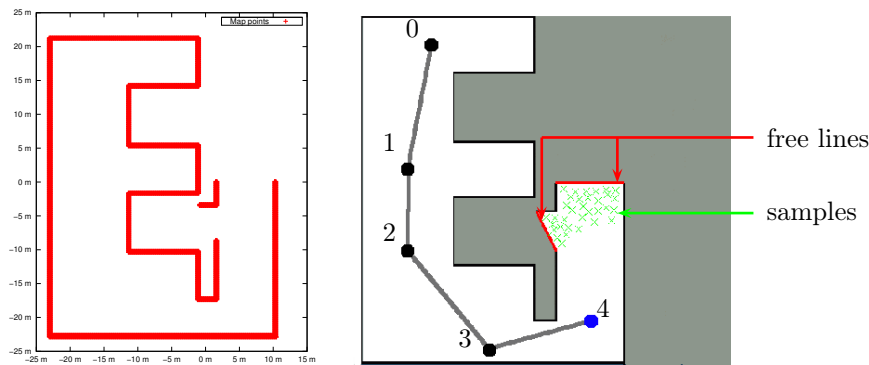 Map points
25 m
20 m
15 m
10 m
5 m
0 m
−5 m
−10 m
−15 m
−20 m
−25 m
−25 m −20 m −15 m −10 m −5 m 0 m 5 m 10 m 15 m
0
1
2
3
4
free lines
samples